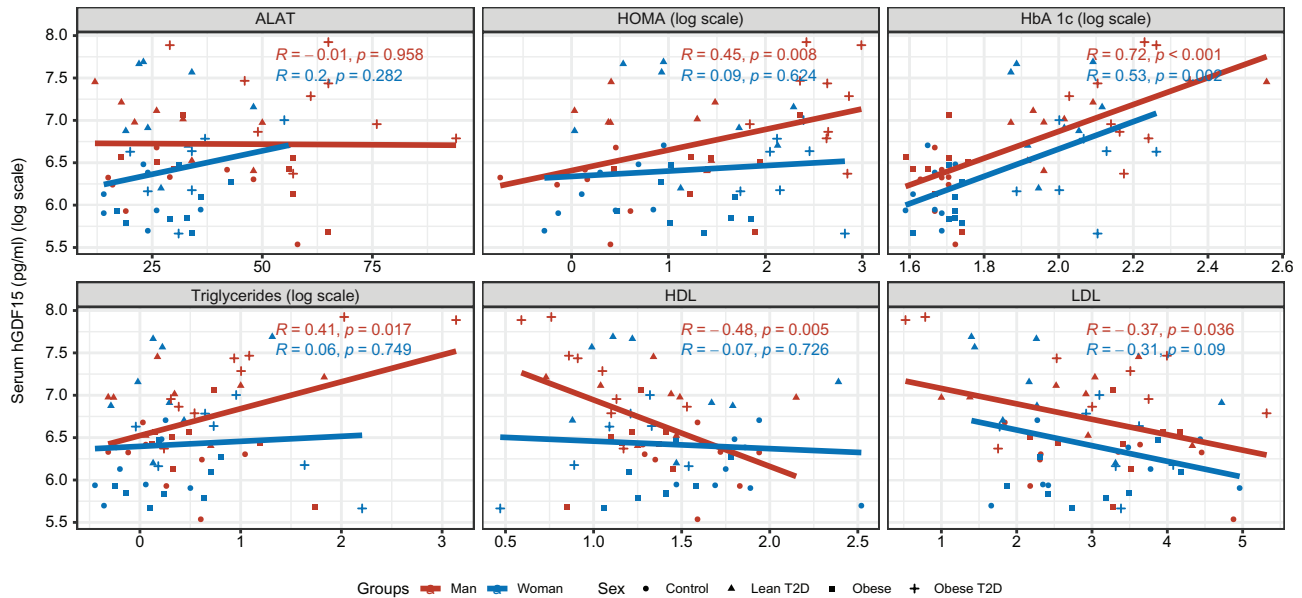 ALAT
HOMA (log scale)
HbA 1c (log scale)
8.0
7.5
7.0
6.5
6.0
5.5
R = −0.01, p = 0.958
R = 0.2, p = 0.282
R = 0.45, p = 0.008
R = 0.09, p = 0.624
R = 0.72, p < 0.001
R = 0.53, p = 0.002
25 50 75
0 1 2 3
1.6 1.8 2.0 2.2 2.4 2.6
Serum hGDF15 (pg/ml) (log scale)
Triglycerides (log scale)
HDL
LDL
8.0
7.5
7.0
6.5
6.0
5.5
R = 0.41, p = 0.017
R = 0.06, p = 0.749
R = −0.48, p = 0.005
R = −0.07, p = 0.726
R = −0.37, p = 0.036
R = −0.31, p = 0.09
0 1 2 3
0.5 1.0 1.5 2.0 2.5
1 2 3 4 5
Groups Man Woman Sex Control Lean T2D Obese Obese T2D